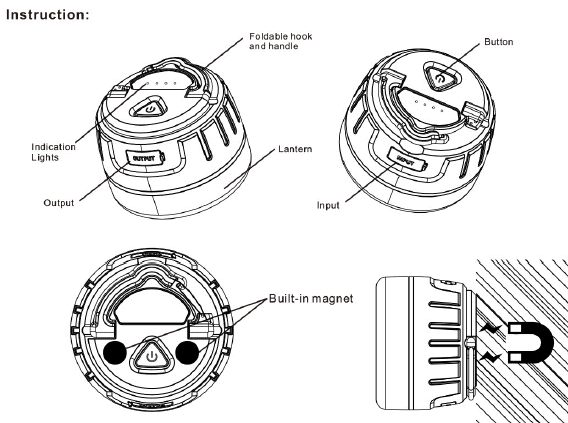 Instruction:
Foldable hook
and handle
Button
Indication
Lights
OUTPUT
Lantern
INPUT
Output
Input
Built-in magnet